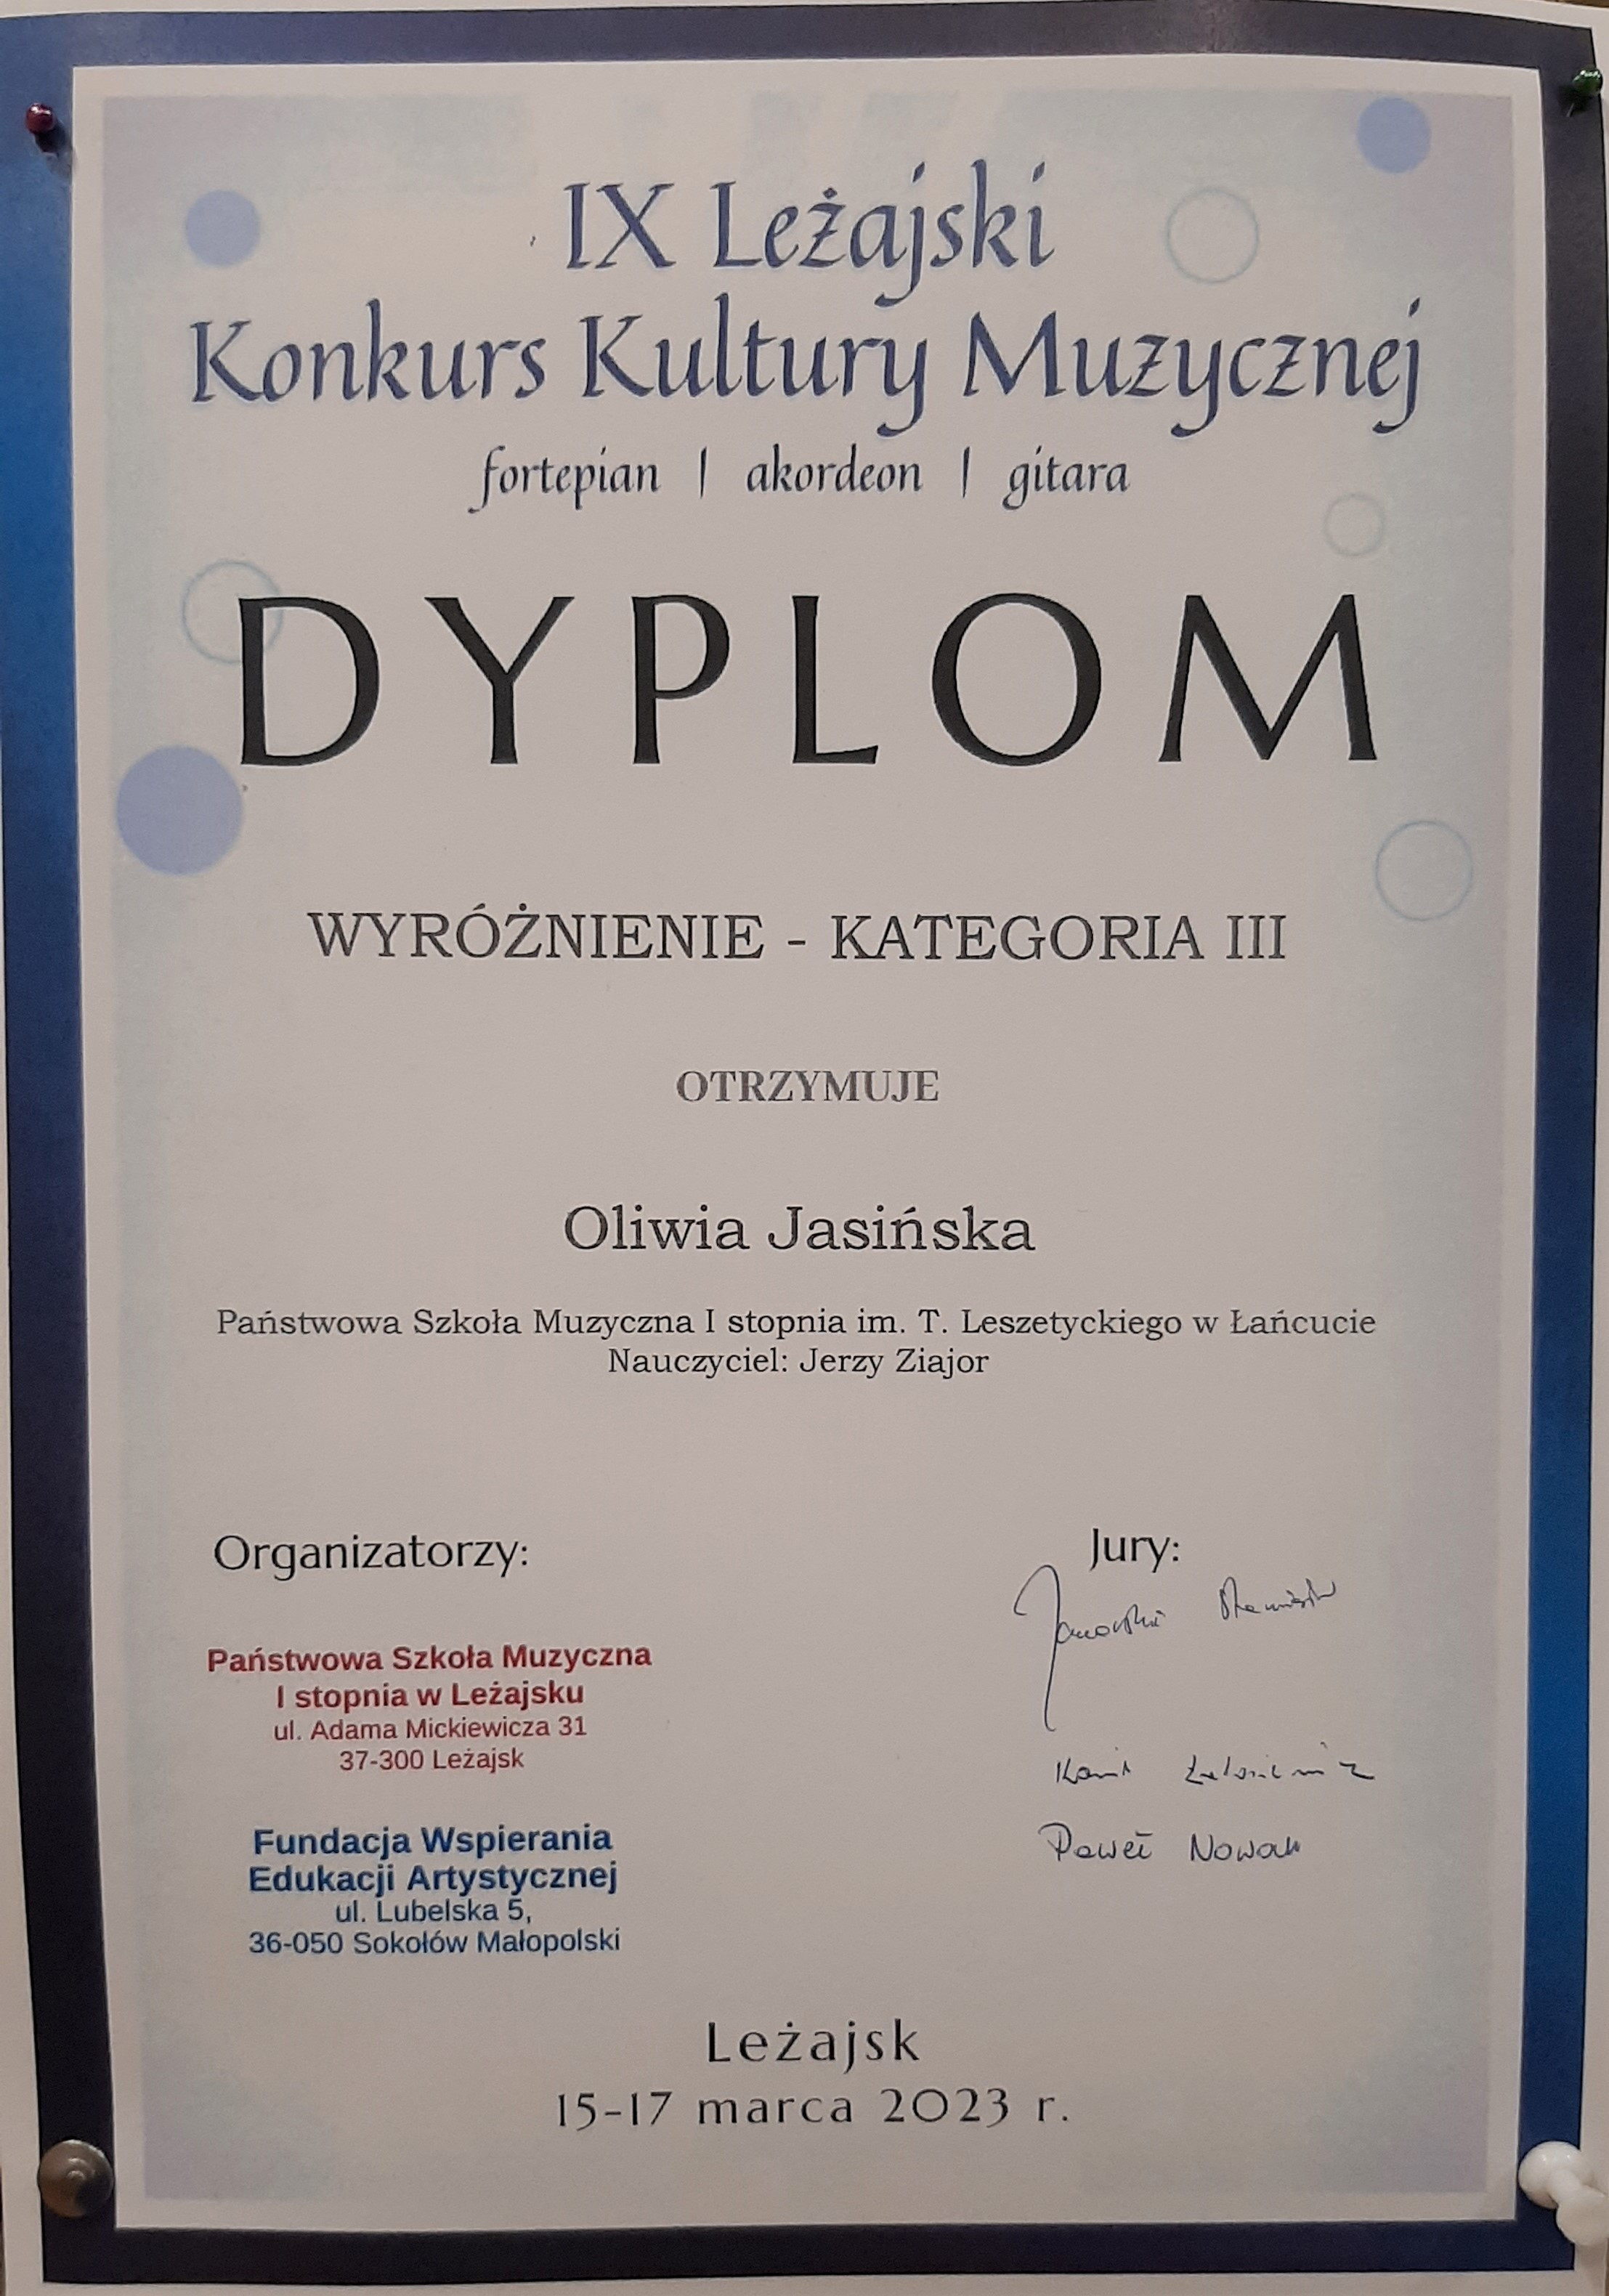 IX Leżajski
Konkurs Kultury Muzycznej
fortepian | akordeon | gitara
DYPLOM
WYRÓŻNIENIE - KATEGORIA III
OTRZYMUJE
Oliwia Jasińska
Państwowa Szkoła Muzyczna I stopnia im. T. Leszetyckiego w Łańcucie
Nauczyciel: Jerzy Ziajor
Organizatorzy:
Państwowa Szkoła Muzyczna
I stopnia w Leżajsku
ul. Adama Mickiewicza 31
37-300 Leżajsk
Fundacja Wspierania
Edukacji Artystycznej
ul. Lubelska 5,
36-050 Sokołów Małopolski
Jury:
Kamil
Paweł Nowak
Leżajsk
15-17 marca 2023 r.